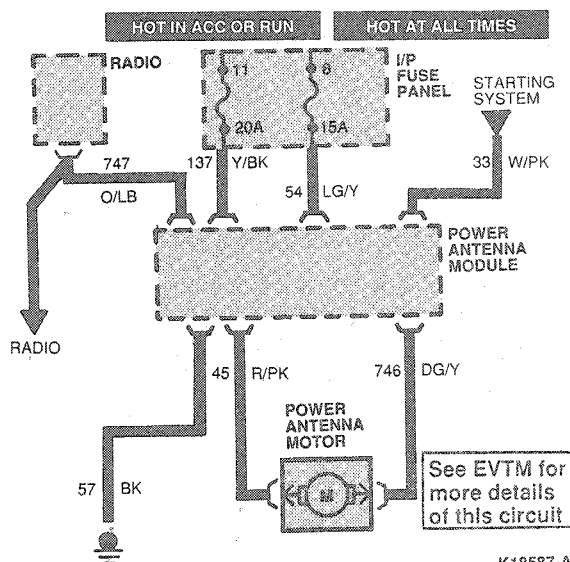 HOT IN ACC OR RUN
HOT AT ALL TIMES
RADIO
11
20A
8
15A
I/P
FUSE
PANEL
STARTING
SYSTEM
747
O/LB
137
Y/BK
54
LG/Y
33
W/PK
POWER
ANTENNA
MODULE
RADIO
45
R/PK
746
DG/Y
POWER
ANTENNA
MOTOR
M
57
BK
See EVTM for
more details
of this circuit
K18587-A